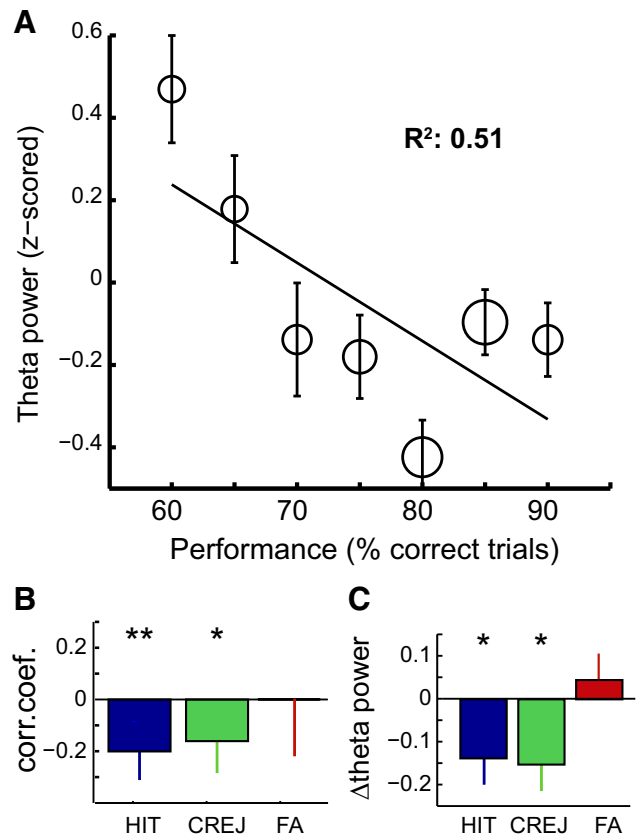 A
Theta power (z−scored)
0.6
0.4
0.2
0
−0.2
−0.4
R²: 0.51
60 70 80 90
Performance (% correct trials)
B
corr.coef.
0.2
0
−0.2
** *
HIT CREJ FA
C
Δtheta power
0.1
0
−0.1
−0.2
* *
HIT CREJ FA